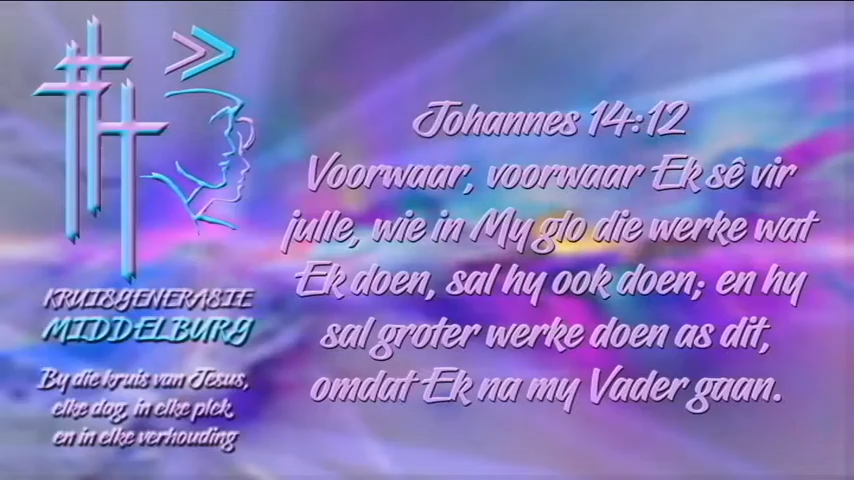 KRUISGENERASIE
MIDDELBURG
By die kruis van Jesus,
elke dag, in elke plek,
en in elke verhouding
Johannes 14:12
Voorwaar, voorwaar Ek sê vir
julle, wie in My glo die werke wat
Ek doen, sal hy ook doen; en hy
sal groter werke doen as dit,
omdat Ek na my Vader gaan.